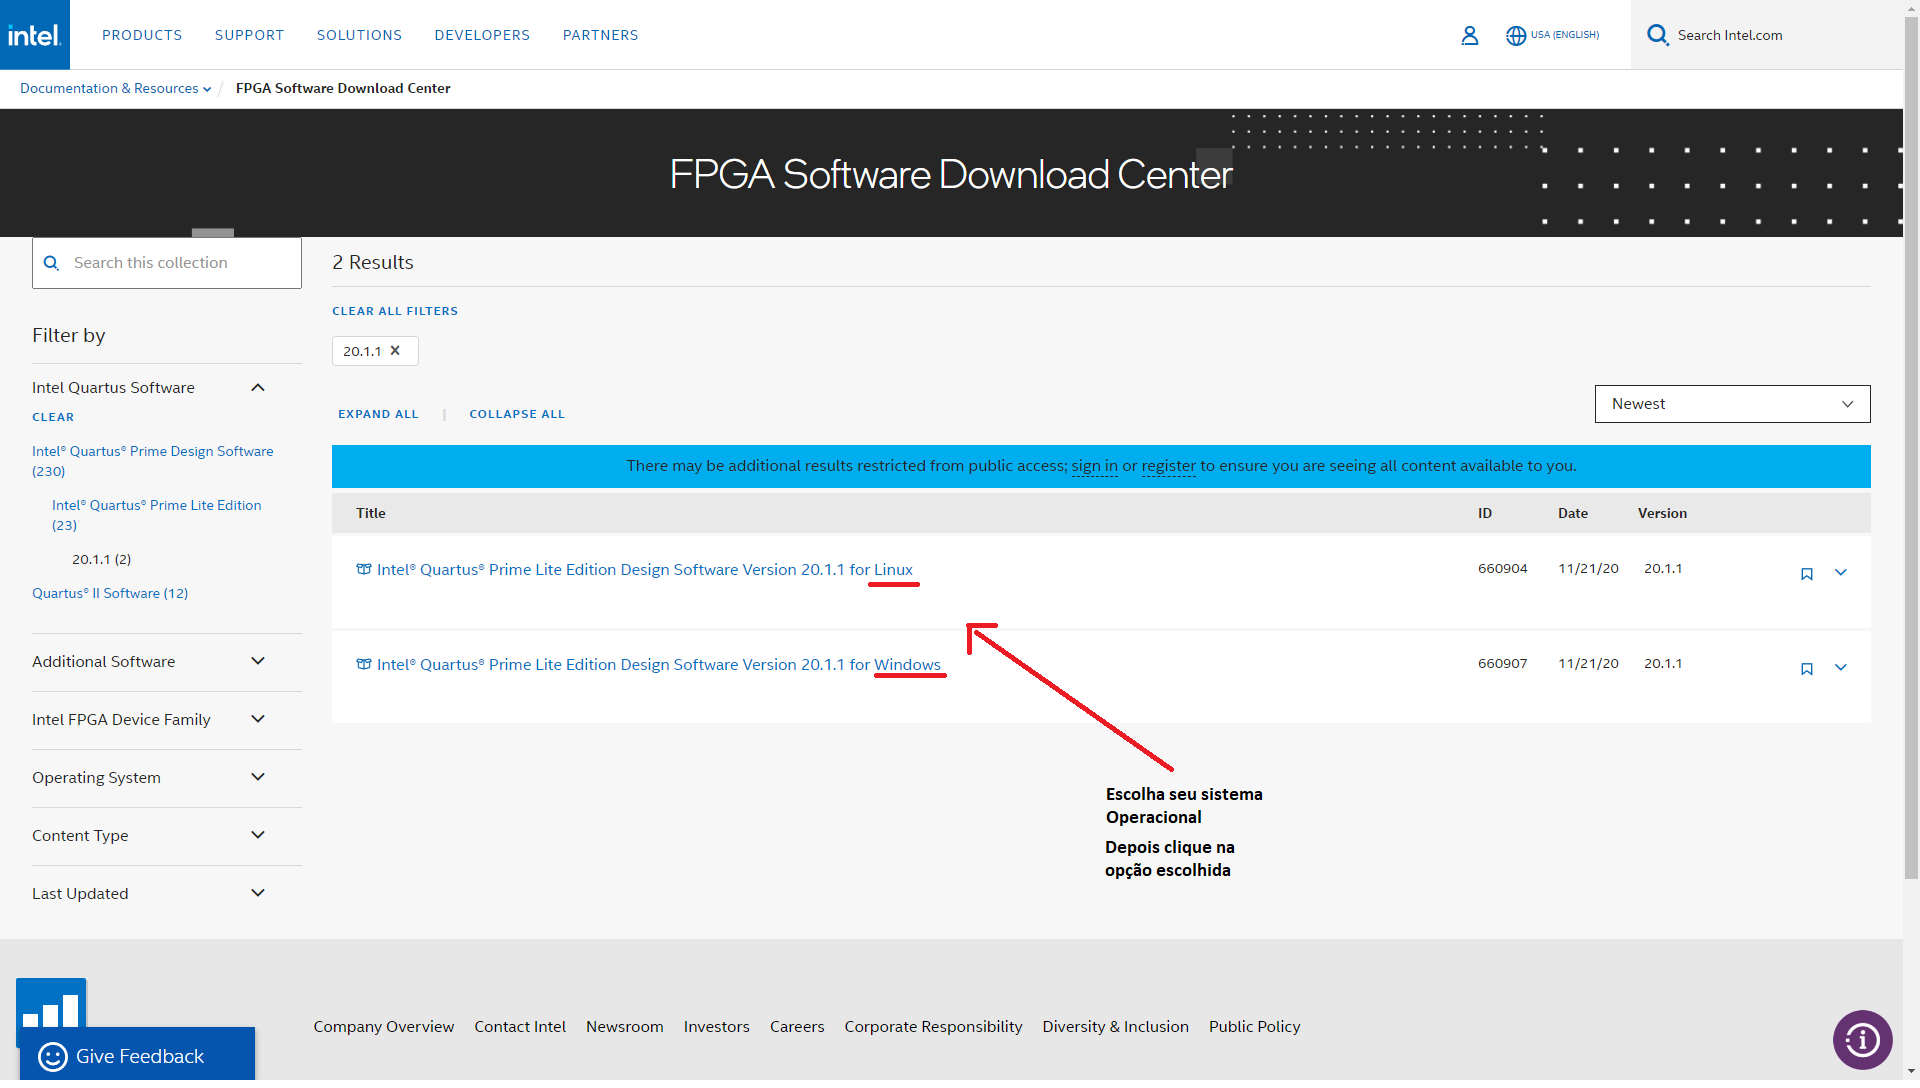 intel.
PRODUCTS SUPPORT SOLUTIONS DEVELOPERS PARTNERS
USA (ENGLISH)
Search Intel.com
Documentation & Resources / FPGA Software Download Center
FPGA Software Download Center
Search this collection
Filter by
Intel Quartus Software
CLEAR
Intel® Quartus® Prime Design Software
(230)
Intel® Quartus® Prime Lite Edition
(23)
20.1.1 (2)
Quartus® II Software (12)
Additional Software
Intel FPGA Device Family
Operating System
Content Type
Last Updated
2 Results
CLEAR ALL FILTERS
20.1.1 X
EXPAND ALL | COLLAPSE ALL
Newest
There may be additional results restricted from public access; sign in or register to ensure you are seeing all content available to you.
Title ID Date Version
Intel® Quartus® Prime Lite Edition Design Software Version 20.1.1 for Linux 660904 11/21/20 20.1.1
Intel® Quartus® Prime Lite Edition Design Software Version 20.1.1 for Windows 660907 11/21/20 20.1.1
Escolha seu sistema
Operacional
Depois clique na
opção escolhida
Company Overview Contact Intel Newsroom Investors Careers Corporate Responsibility Diversity & Inclusion Public Policy
Give Feedback